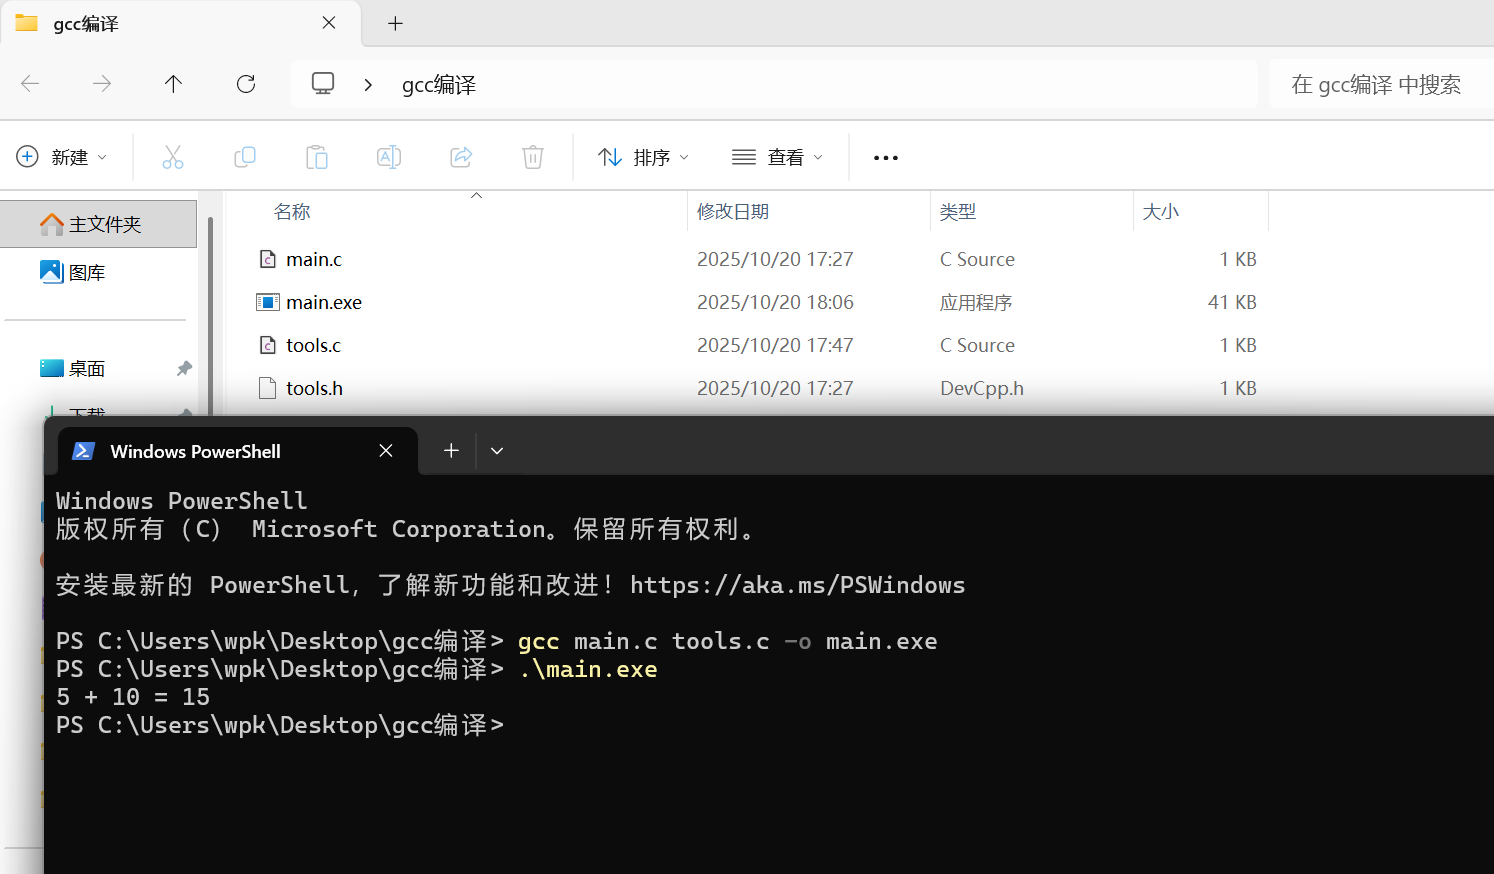 gcc编译
gcc编译
在 gcc编译 中搜索
新建
排序
查看
主文件夹
图库
桌面
下载
名称 修改日期 类型 大小
main.c 2025/10/20 17:27 C Source 1 KB
main.exe 2025/10/20 18:06 应用程序 41 KB
tools.c 2025/10/20 17:47 C Source 1 KB
tools.h 2025/10/20 17:27 DevCpp.h 1 KB
Windows PowerShell
Windows PowerShell
版权所有（C） Microsoft Corporation。保留所有权利。
安装最新的 PowerShell，了解新功能和改进！https://aka.ms/PSWindows
PS C:\Users\wpk\Desktop\gcc编译> gcc main.c tools.c -o main.exe
PS C:\Users\wpk\Desktop\gcc编译> .\main.exe
5 + 10 = 15
PS C:\Users\wpk\Desktop\gcc编译>